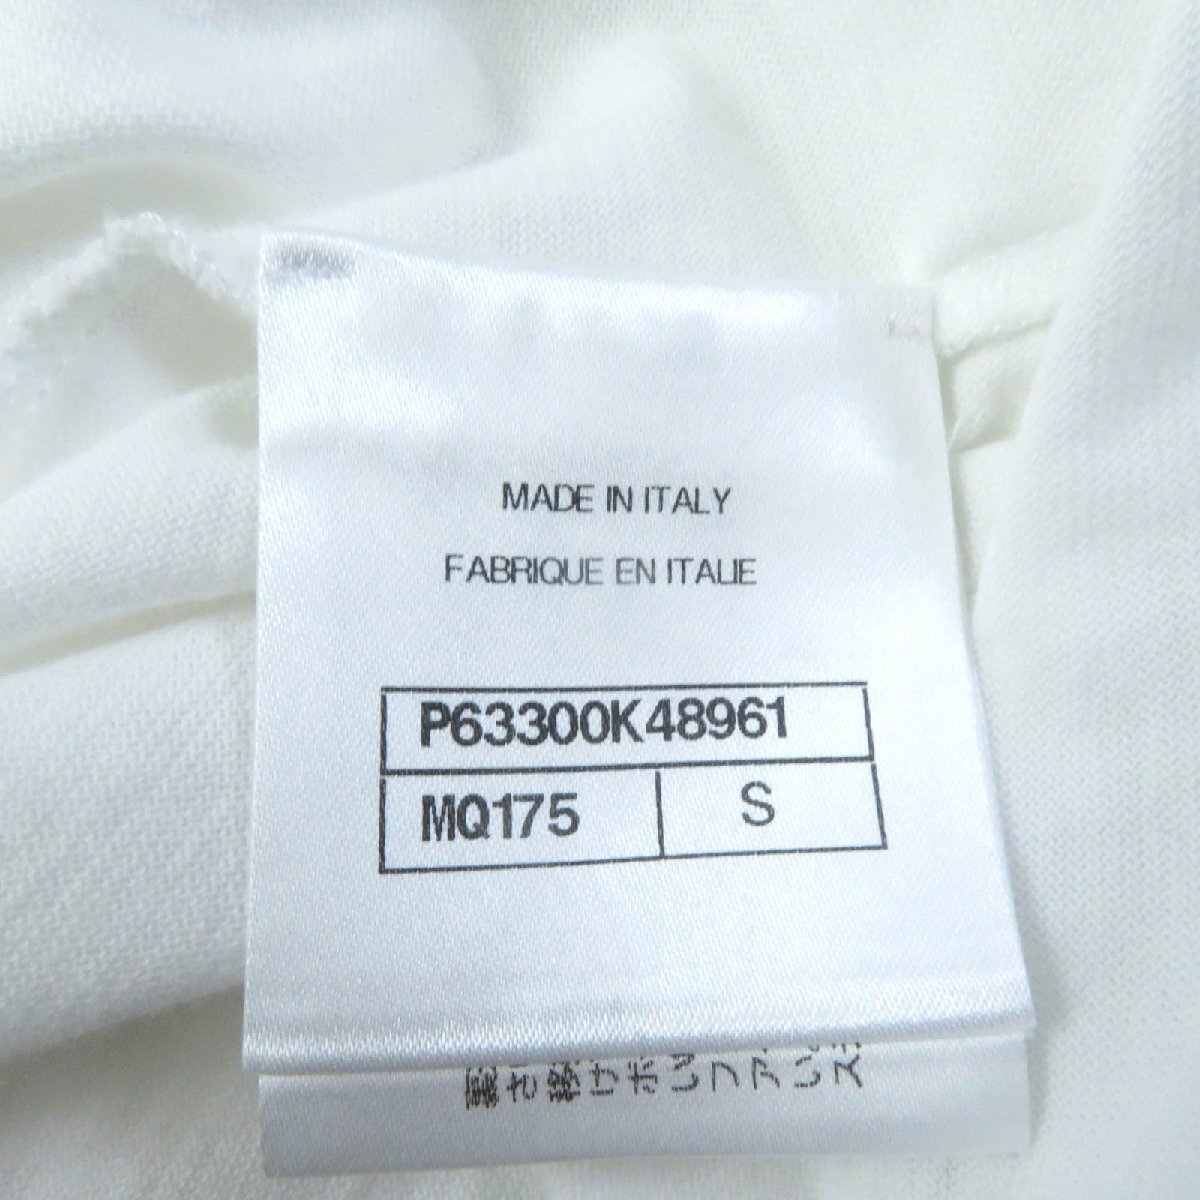 MADE IN ITALY
FABRIQUE EN ITALIE
P63300K48961
MQ175
S